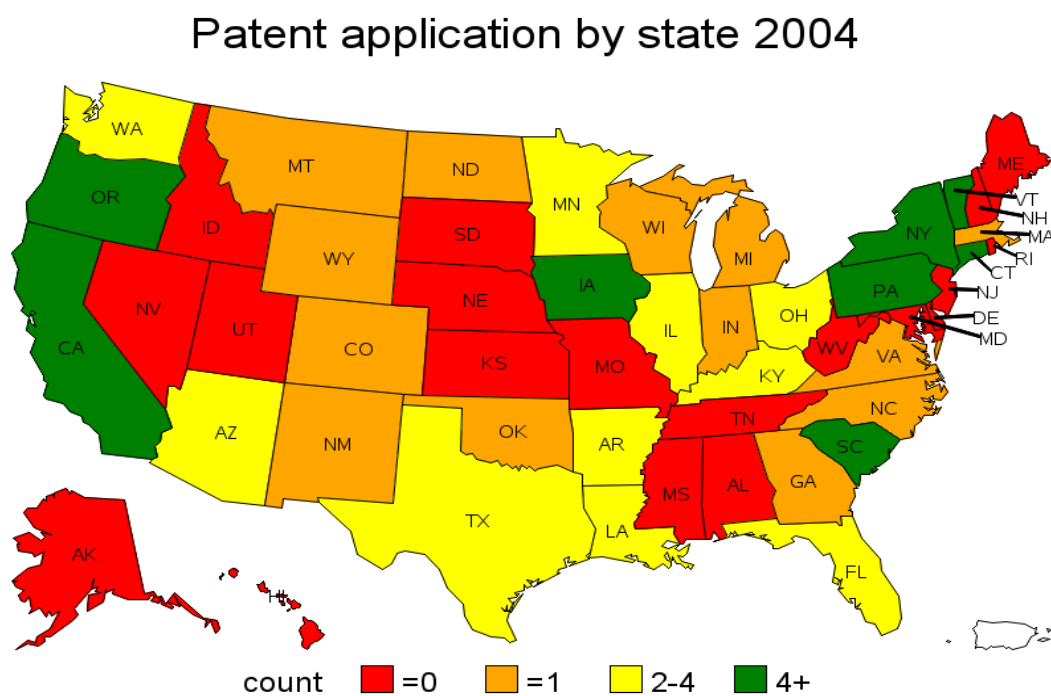 Patent application by state 2004
WA
MT
ND
MN
ME
OR
ID
SD
WI
VT
NH
NY
MA
WY
MI
RI
CT
IA
NE
PA
NJ
NV
UT
IL
IN
OH
DE
CA
CO
MD
WV
VA
KS
MO
KY
NC
AZ
NM
OK
AR
TN
SC
MS
AL
GA
TX
LA
AK
FL
HI
count =0 =1 2-4 4+